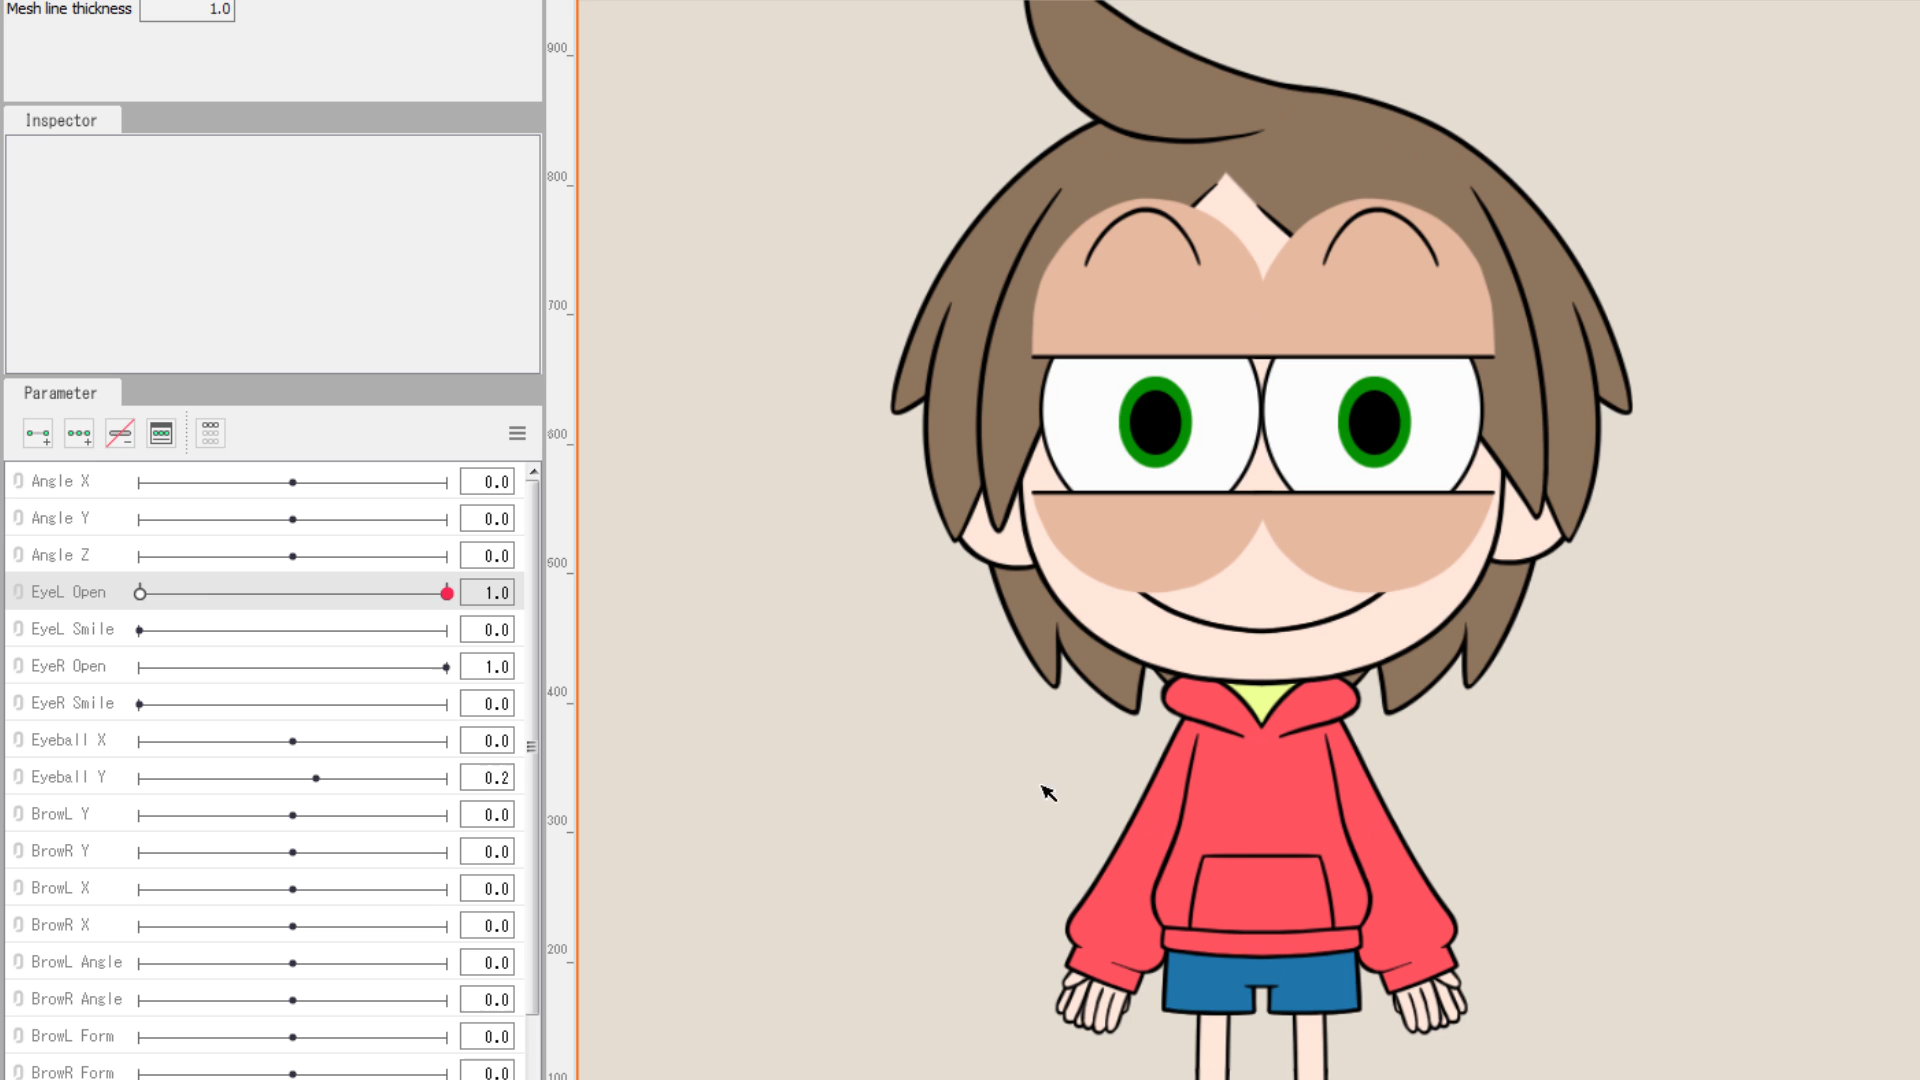 Mesh line thickness 1.0
Inspector
Parameter
Angle X 0.0
Angle Y 0.0
Angle Z 0.0
EyeL Open 1.0
EyeL Smile 0.0
EyeR Open 1.0
EyeR Smile 0.0
Eyeball X 0.0
Eyeball Y 0.2
BrowL Y 0.0
BrowR Y 0.0
BrowL X 0.0
BrowR X 0.0
BrowL Angle 0.0
BrowR Angle 0.0
BrowL Form 0.0
BrowR Form 0.0
900
800
700
600
500
400
300
200
100